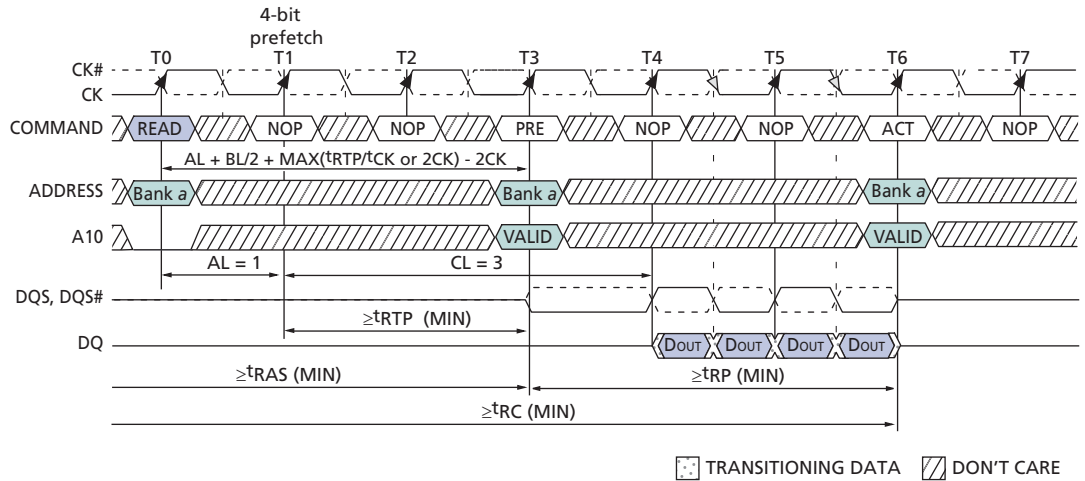 4-bit
prefetch
T0 T1 T2 T3 T4 T5 T6 T7
CK#
CK
COMMAND READ NOP NOP PRE NOP NOP ACT NOP
AL + BL/2 + MAX(tRTP/tCK or 2CK) - 2CK
ADDRESS Bank a Bank a Bank a
A10 VALID VALID
AL = 1 CL = 3
DQS, DQS#
≥tRTP (MIN)
DQ DOUT DOUT DOUT DOUT
≥tRAS (MIN) ≥tRP (MIN)
≥tRC (MIN)
TRANSITIONING DATA DON'T CARE